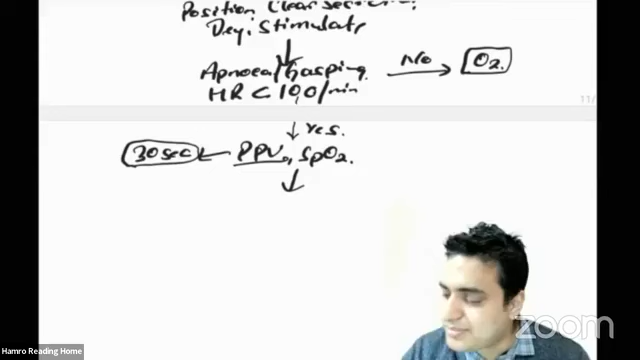 Position Clear
Dry. Stimulate
Apnoea/Gasping No O₂.
HR < 100/min
11/
Yes.
30 sec PPV, SpO₂.
zoom
Hamro Reading Home